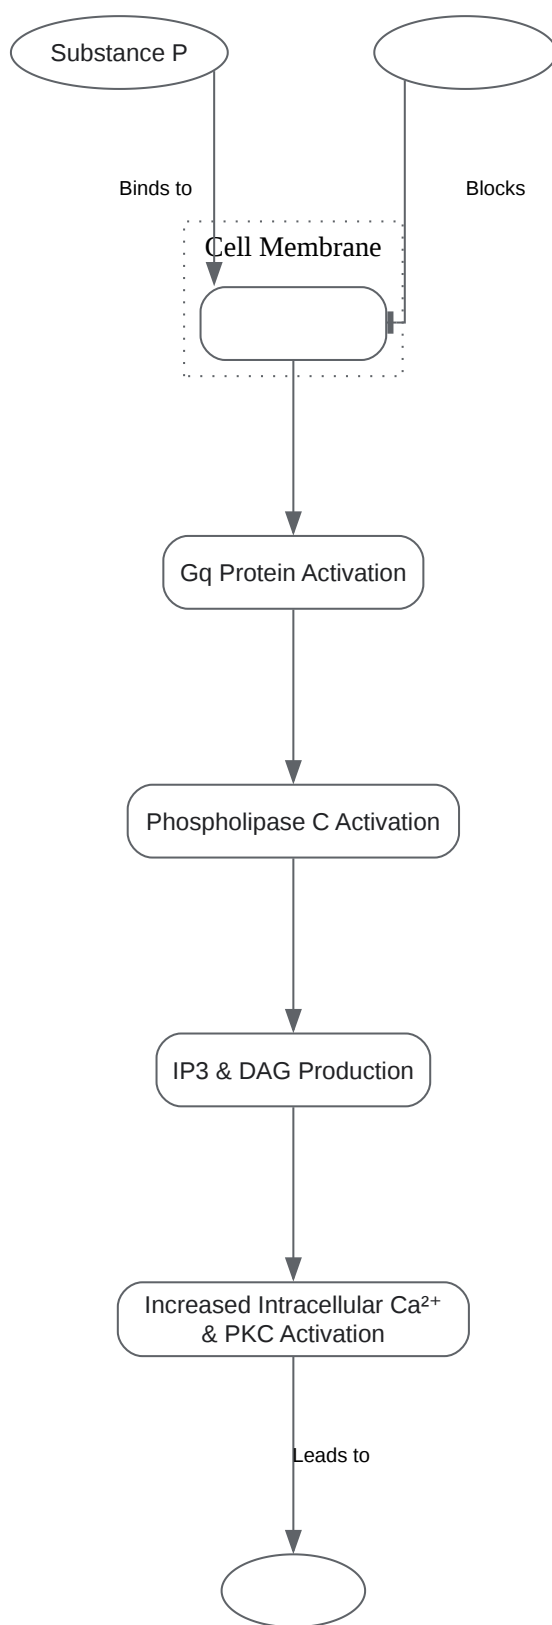 Substance P
Binds to
Blocks
Cell Membrane
Gq Protein Activation
Phospholipase C Activation
IP3 & DAG Production
Increased Intracellular Ca²⁺
& PKC Activation
Leads to